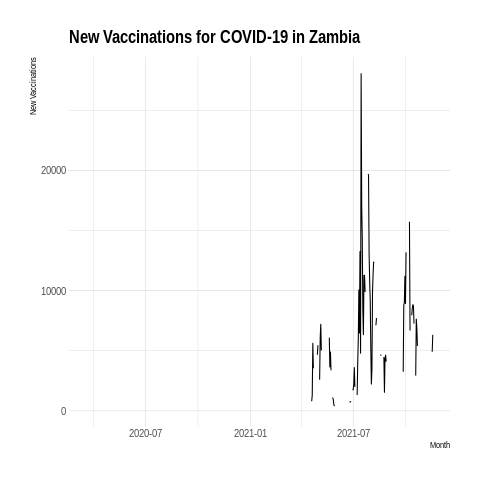 New Vaccinations for COVID-19 in Zambia
New Vaccinations
20000
10000
0
2020-07 2021-01 2021-07
Month